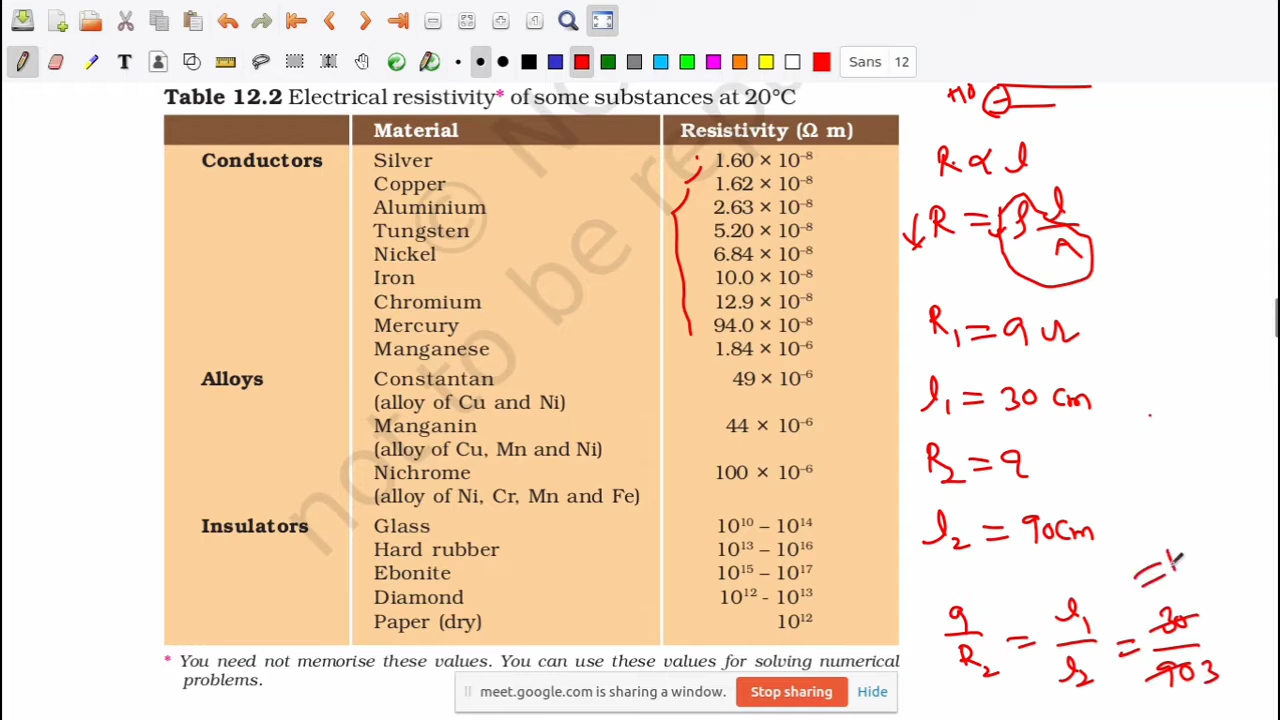 Sans 12
Table 12.2 Electrical resistivity* of some substances at 20°C
Material Resistivity (Ω m)
Conductors Silver 1.60 × 10⁻⁸
Copper 1.62 × 10⁻⁸
Aluminium 2.63 × 10⁻⁸
Tungsten 5.20 × 10⁻⁸
Nickel 6.84 × 10⁻⁸
Iron 10.0 × 10⁻⁸
Chromium 12.9 × 10⁻⁸
Mercury 94.0 × 10⁻⁸
Manganese 1.84 × 10⁻⁶
Alloys Constantan 49 × 10⁻⁶
(alloy of Cu and Ni)
Manganin 44 × 10⁻⁶
(alloy of Cu, Mn and Ni)
Nichrome 100 × 10⁻⁶
(alloy of Ni, Cr, Mn and Fe)
Insulators Glass 10¹⁰ – 10¹⁴
Hard rubber 10¹³ – 10¹⁶
Ebonite 10¹⁵ – 10¹⁷
Diamond 10¹² - 10¹³
Paper (dry) 10¹²
* You need not memorise these values. You can use these values for solving numerical
problems.
not to be rep
© N
R ∝ l
R = ρ l/A
R₁ = 9 Ω
l₁ = 30 cm
R₂ = 9
l₂ = 90cm
9/R₂ = l₁/l₂ = 30/90 3
=
meet.google.com is sharing a window. Stop sharing Hide